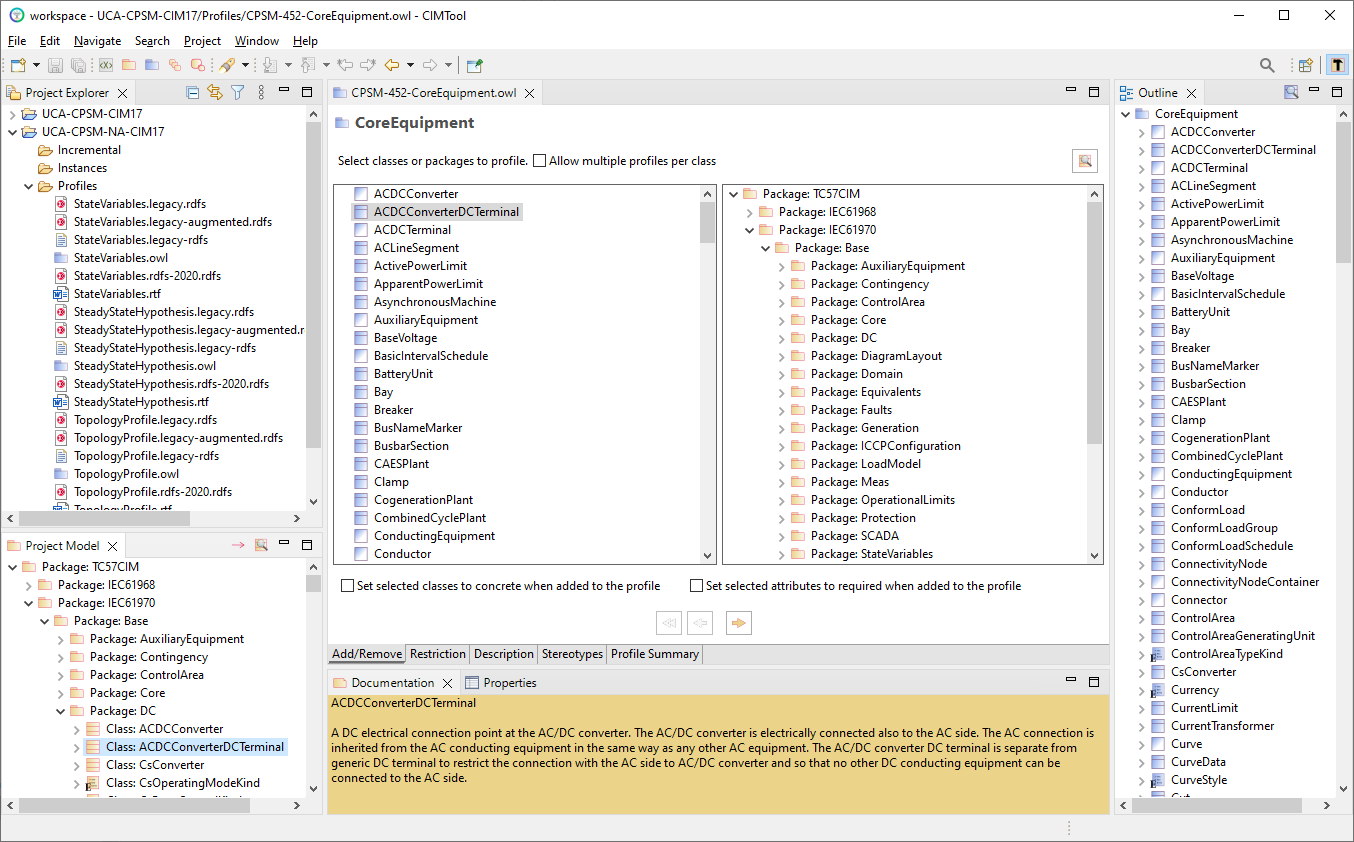 workspace - UCA-CPSM-CIM17/Profiles/CPSM-452-CoreEquipment.owl - CIMTool
File Edit Navigate Search Project Window Help
Project Explorer
UCA-CPSM-CIM17
UCA-CPSM-NA-CIM17
Incremental
Instances
Profiles
StateVariables.legacy.rdfs
StateVariables.legacy-augmented.rdfs
StateVariables.legacy-rdfs
StateVariables.owl
StateVariables.rdfs-2020.rdfs
StateVariables.rtf
SteadyStateHypothesis.legacy.rdfs
SteadyStateHypothesis.legacy-augmented.r
SteadyStateHypothesis.legacy-rdfs
SteadyStateHypothesis.owl
SteadyStateHypothesis.rdfs-2020.rdfs
SteadyStateHypothesis.rtf
TopologyProfile.legacy.rdfs
TopologyProfile.legacy-augmented.rdfs
TopologyProfile.legacy-rdfs
TopologyProfile.owl
TopologyProfile.rdfs-2020.rdfs
TopologyProfile.rtf
Project Model
Package: TC57CIM
Package: IEC61968
Package: IEC61970
Package: Base
Package: AuxiliaryEquipment
Package: Contingency
Package: ControlArea
Package: Core
Package: DC
Class: ACDCConverter
Class: ACDCConverterDCTerminal
Class: CsConverter
Class: CsOperatingModeKind
CPSM-452-CoreEquipment.owl
CoreEquipment
Select classes or packages to profile. Allow multiple profiles per class
ACDCConverter
ACDCConverterDCTerminal
ACDCTerminal
ACLineSegment
ActivePowerLimit
ApparentPowerLimit
AsynchronousMachine
AuxiliaryEquipment
BaseVoltage
BasicIntervalSchedule
BatteryUnit
Bay
Breaker
BusNameMarker
BusbarSection
CAESPlant
Clamp
CogenerationPlant
CombinedCyclePlant
ConductingEquipment
Conductor
Package: TC57CIM
Package: IEC61968
Package: IEC61970
Package: Base
Package: AuxiliaryEquipment
Package: Contingency
Package: ControlArea
Package: Core
Package: DC
Package: DiagramLayout
Package: Domain
Package: Equivalents
Package: Faults
Package: Generation
Package: ICCPConfiguration
Package: LoadModel
Package: Meas
Package: OperationalLimits
Package: Protection
Package: SCADA
Package: StateVariables
Set selected classes to concrete when added to the profile Set selected attributes to required when added to the profile
Add/Remove Restriction Description Stereotypes Profile Summary
Documentation Properties
ACDCConverterDCTerminal
A DC electrical connection point at the AC/DC converter. The AC/DC converter is electrically connected also to the AC side. The AC connection is
inherited from the AC conducting equipment in the same way as any other AC equipment. The AC/DC converter DC terminal is separate from
generic DC terminal to restrict the connection with the AC side to AC/DC converter and so that no other DC conducting equipment can be
connected to the AC side.
Outline
CoreEquipment
ACDCConverter
ACDCConverterDCTerminal
ACDCTerminal
ACLineSegment
ActivePowerLimit
ApparentPowerLimit
AsynchronousMachine
AuxiliaryEquipment
BaseVoltage
BasicIntervalSchedule
BatteryUnit
Bay
Breaker
BusNameMarker
BusbarSection
CAESPlant
Clamp
CogenerationPlant
CombinedCyclePlant
ConductingEquipment
Conductor
ConformLoad
ConformLoadGroup
ConformLoadSchedule
ConnectivityNode
ConnectivityNodeContainer
Connector
ControlArea
ControlAreaGeneratingUnit
ControlAreaTypeKind
CsConverter
Currency
CurrentLimit
CurrentTransformer
Curve
CurveData
CurveStyle